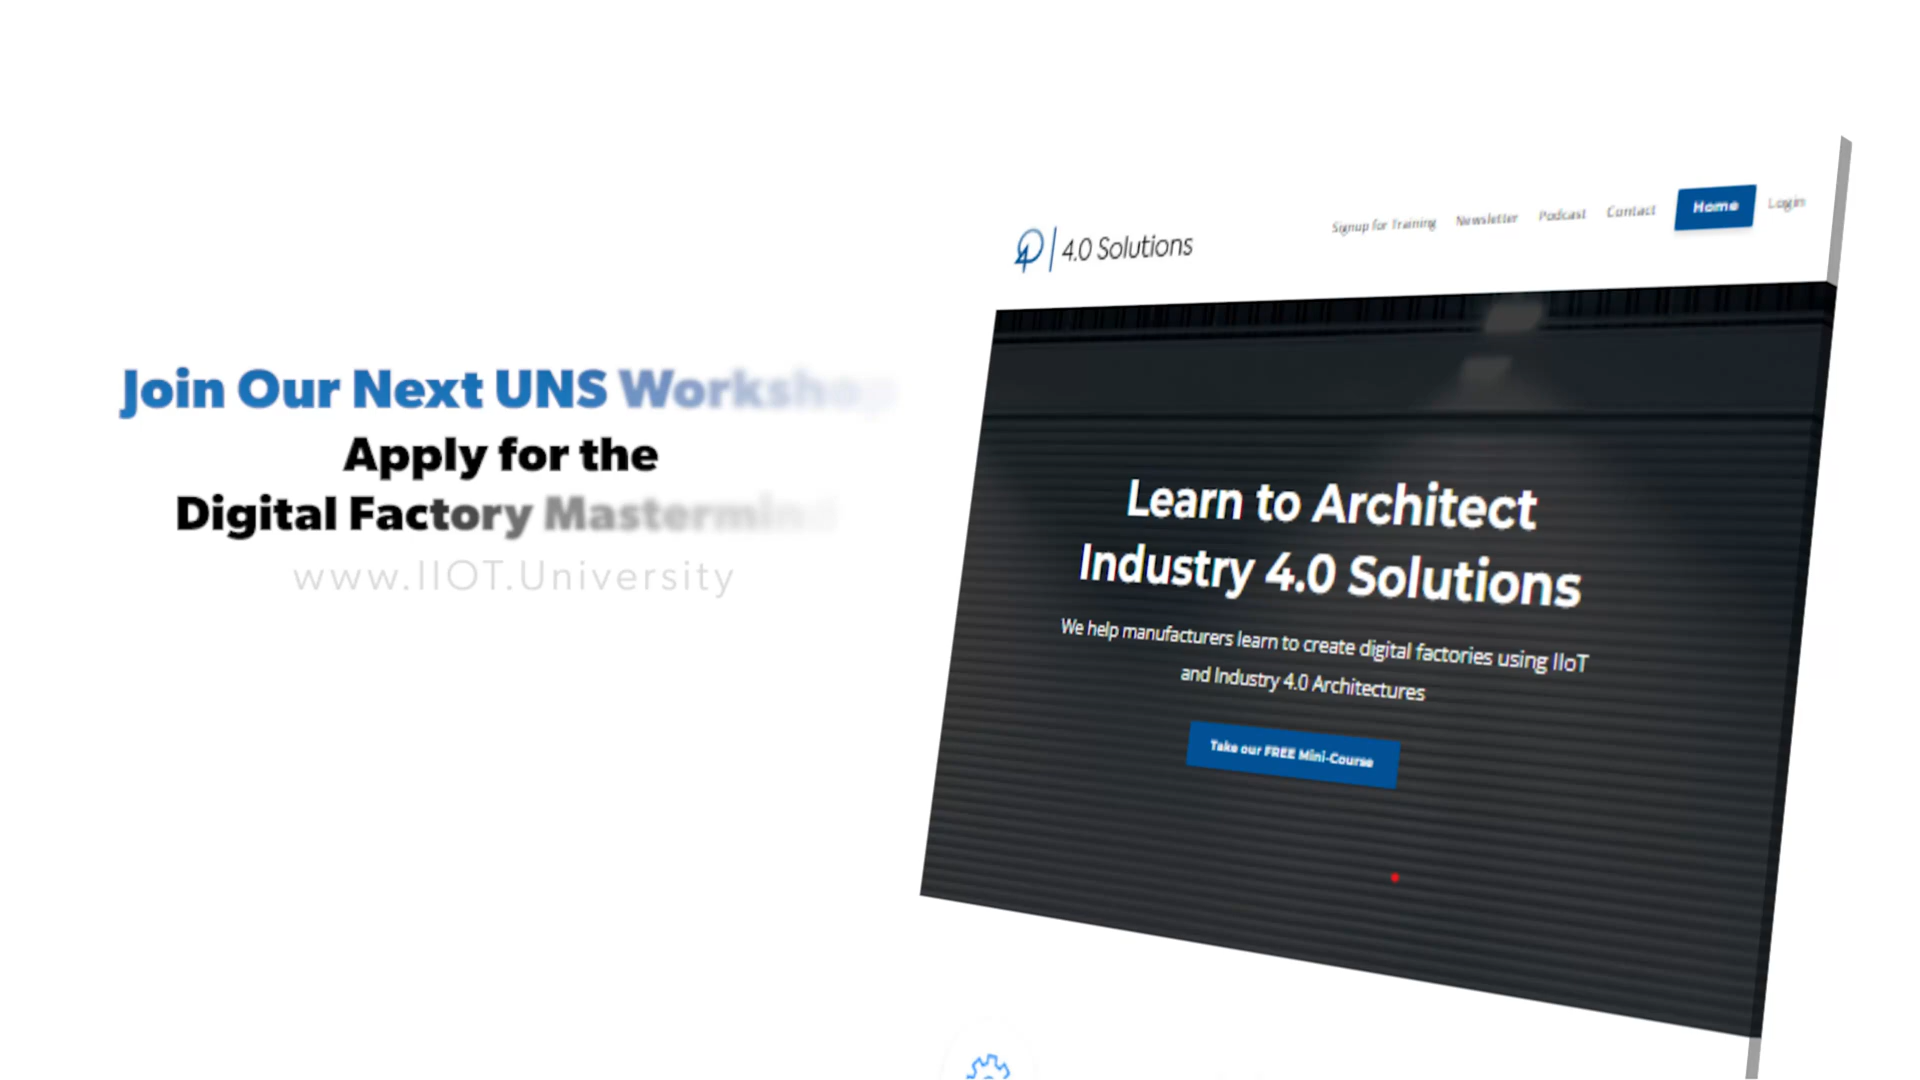 Join Our Next UNS Workshop
Apply for the
Digital Factory Mastermind
www.IIOT.University
4.0 Solutions
Signup for Training
Newsletter
Podcast
Contact
Home
Login
Learn to Architect
Industry 4.0 Solutions
We help manufacturers learn to create digital factories using IIoT
and Industry 4.0 Architectures
Take our FREE Mini-Course